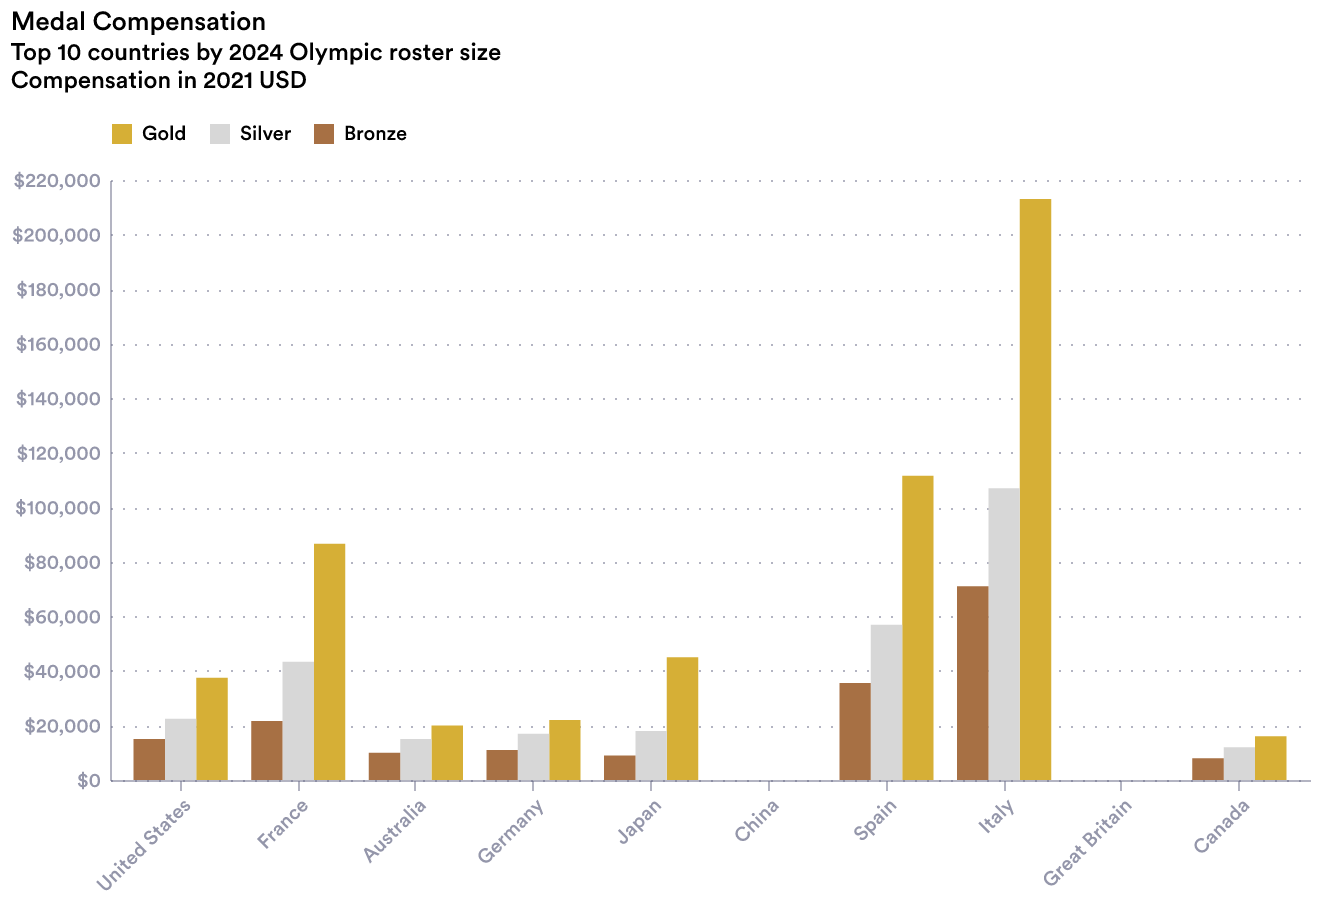 Medal Compensation
Top 10 countries by 2024 Olympic roster size
Compensation in 2021 USD
Gold Silver Bronze
$220,000
$200,000
$180,000
$160,000
$140,000
$120,000
$100,000
$80,000
$60,000
$40,000
$20,000
$0
United States
France
Australia
Germany
Japan
China
Spain
Italy
Great Britain
Canada